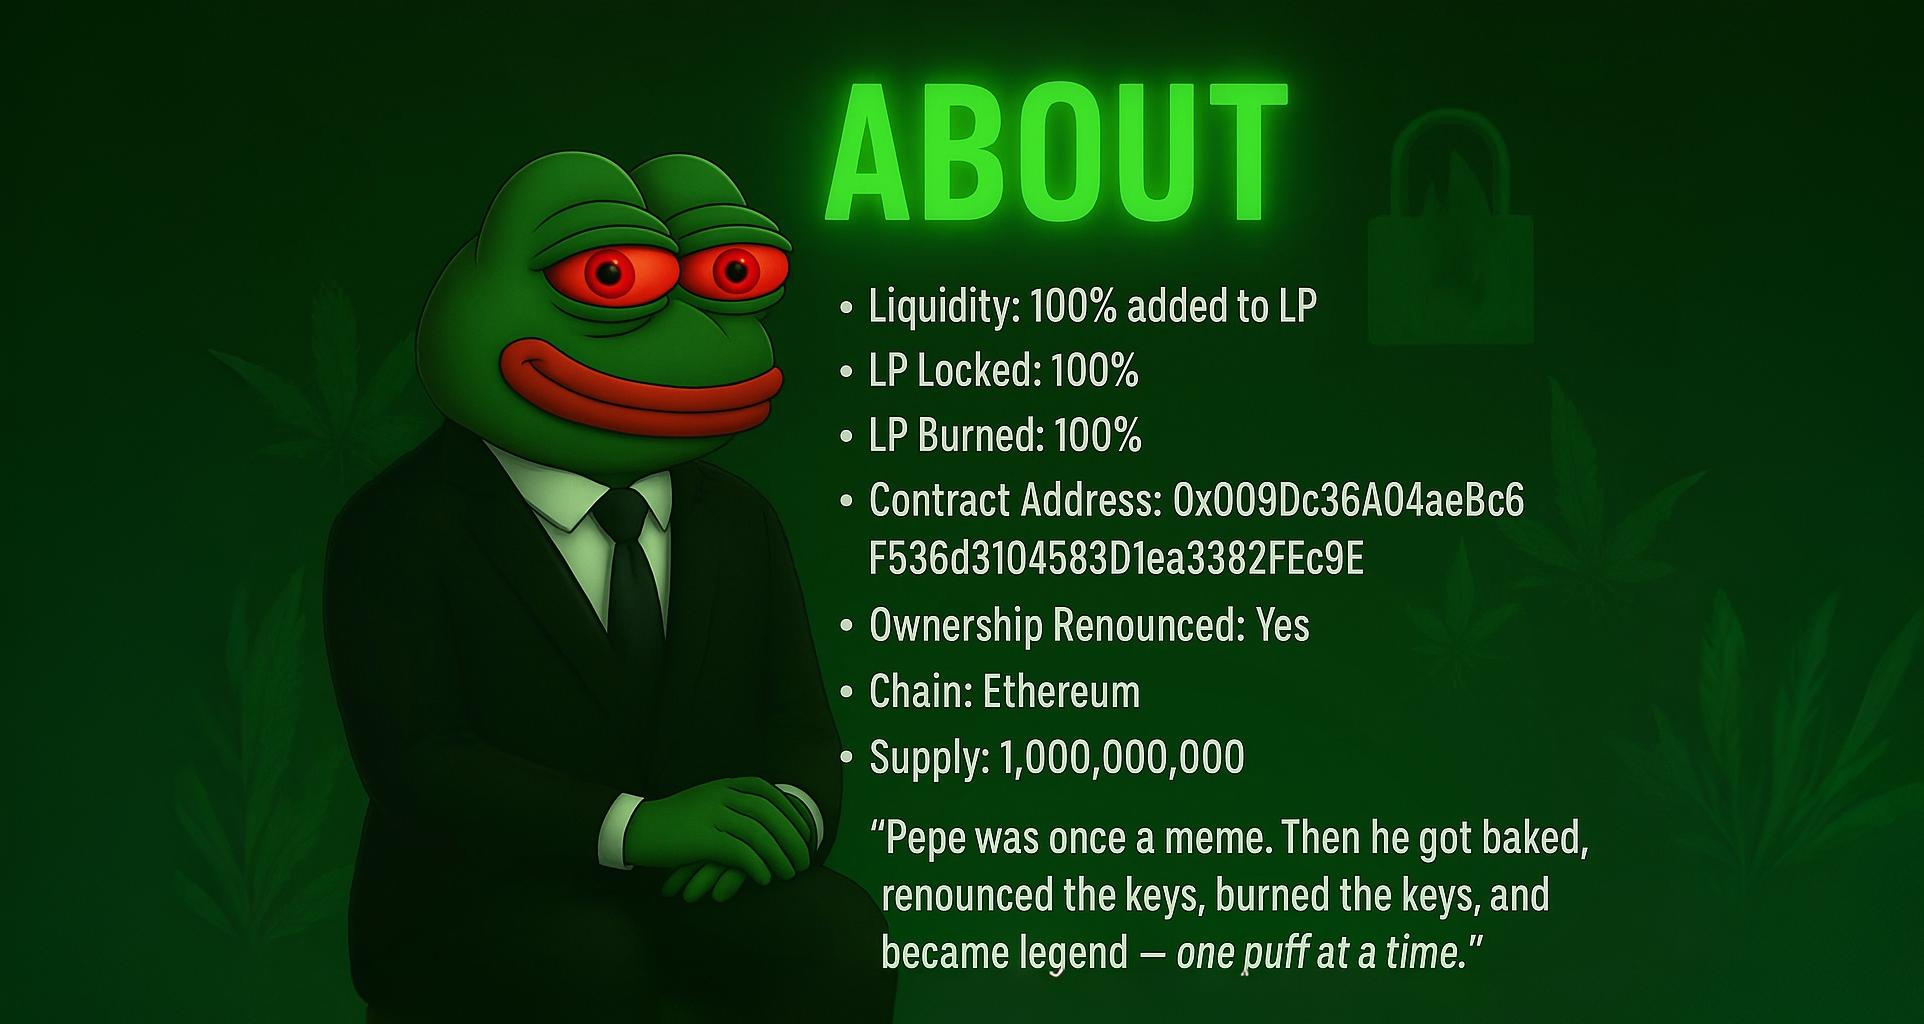 ABOUT
• Liquidity: 100% added to LP
• LP Locked: 100%
• LP Burned: 100%
• Contract Address: 0x009Dc36A04aeBc6
F536d3104583D1ea3382FEc9E
• Ownership Renounced: Yes
• Chain: Ethereum
• Supply: 1,000,000,000
“Pepe was once a meme. Then he got baked,
renounced the keys, burned the keys, and
became legend – one puff at a time.”